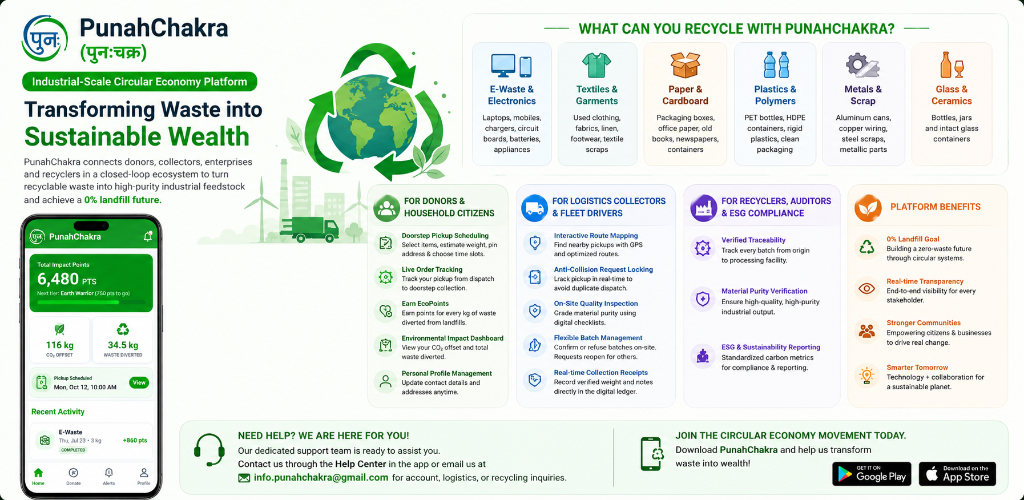 पुनः
PunahChakra
(पुनःचक्र)
Industrial-Scale Circular Economy Platform
Transforming Waste into
Sustainable Wealth
PunahChakra connects donors, collectors, enterprises
and recyclers in a closed-loop ecosystem to turn
recyclable waste into high-purity industrial feedstock
and achieve a 0% landfill future.
पुनः PunahChakra
Total Impact Points
6,480 PTS
Next tier: Earth Warrior (750 pts to go)
116 kg
CO₂ OFFSET
34.5 kg
WASTE DIVERTED
Pickup Scheduled
Mon, Oct 12, 10:00 AM
View
Recent Activity
E-Waste
Thu, Jul 23 • 3 kg
+860 pts
COMPLETED
Home
Donate
Alerts
Profile
WHAT CAN YOU RECYCLE WITH PUNAHCHAKRA?
E-Waste &
Electronics
Laptops, mobiles,
chargers, circuit
boards, batteries,
appliances
Textiles &
Garments
Used clothing,
fabrics, linen,
footwear, textile
scraps
Paper &
Cardboard
Packaging boxes,
office paper, old
books, newspapers,
containers
Plastics &
Polymers
PET bottles, HDPE
containers, rigid
plastics, clean
packaging
Metals &
Scrap
Aluminum cans,
copper wiring,
steel scraps,
metallic parts
Glass &
Ceramics
Bottles, jars
and intact glass
containers
FOR DONORS &
HOUSEHOLD CITIZENS
Doorstep Pickup Scheduling
Select items, estimate weight, pin
address & choose time slots.
Live Order Tracking
Track your pickup from dispatch
to doorstep collection.
Earn EcoPoints
Earn points for every kg of waste
diverted from landfills.
Environmental Impact Dashboard
View your CO₂ offset and total
waste diverted.
Personal Profile Management
Update contact details and
addresses anytime.
FOR LOGISTICS COLLECTORS
& FLEET DRIVERS
Interactive Route Mapping
Find nearby pickups with GPS
and optimized routes.
Anti-Collision Request Locking
Lrack pickup in real-time to
avoid duplicate dispatch.
On-Site Quality Inspection
Grade material purity using
digital checklists.
Flexible Batch Management
Confirm or refuse batches on-site.
Requests reopen for others.
Real-time Collection Receipts
Record verified weight and notes
directly in the digital ledger.
FOR RECYCLERS, AUDITORS
& ESG COMPLIANCE
Verified Traceability
Track every batch from origin
to processing facility.
Material Purity Verification
Ensure high-quality, high-purity
industrial output.
ESG & Sustainability Reporting
Standardized carbon metrics
for compliance & reporting.
PLATFORM BENEFITS
0% Landfill Goal
Building a zero-waste future
through circular systems.
Real-time Transparency
End-to-end visibility for every
stakeholder.
Stronger Communities
Empowering citizens & businesses
to drive real change.
Smarter Tomorrow
Technology + collaboration for
a sustainable planet.
NEED HELP? WE ARE HERE FOR YOU!
Our dedicated support team is ready to assist you.
Contact us through the Help Center in the app or email us at
info.punahchakra@gmail.com for account, logistics, or recycling inquiries.
JOIN THE CIRCULAR ECONOMY MOVEMENT TODAY.
Download PunahChakra and help us transform
waste into wealth!
GET IT ON
Google Play
Download on the
App Store